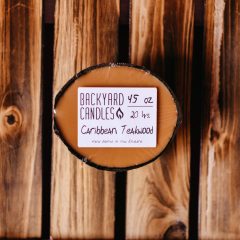 BACKYARD 4.5 oz
CANDLES 20 hrs
Caribbean Teakwood